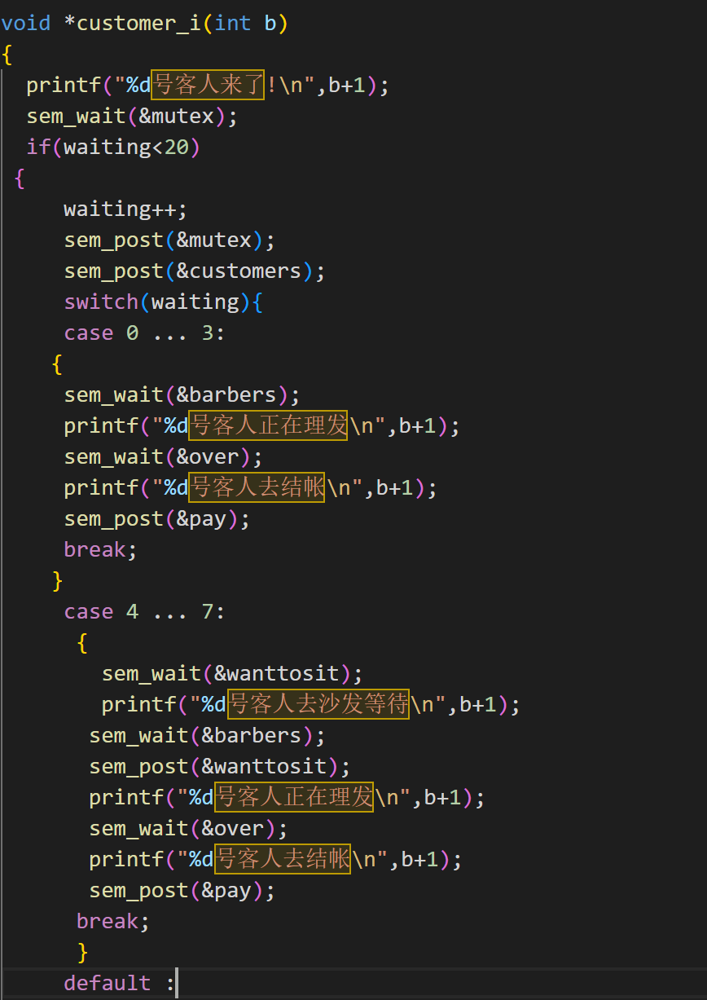 void *customer_i(int b)
{
printf("%d号客人来了!\n",b+1);
sem_wait(&mutex);
if(waiting<20)
{
waiting++;
sem_post(&mutex);
sem_post(&customers);
switch(waiting){
case 0 ... 3:
{
sem_wait(&barbers);
printf("%d号客人正在理发\n",b+1);
sem_wait(&over);
printf("%d号客人去结帐\n",b+1);
sem_post(&pay);
break;
}
case 4 ... 7:
{
sem_wait(&wanttosit);
printf("%d号客人去沙发等待\n",b+1);
sem_wait(&barbers);
sem_post(&wanttosit);
printf("%d号客人正在理发\n",b+1);
sem_wait(&over);
printf("%d号客人去结帐\n",b+1);
sem_post(&pay);
break;
}
default :